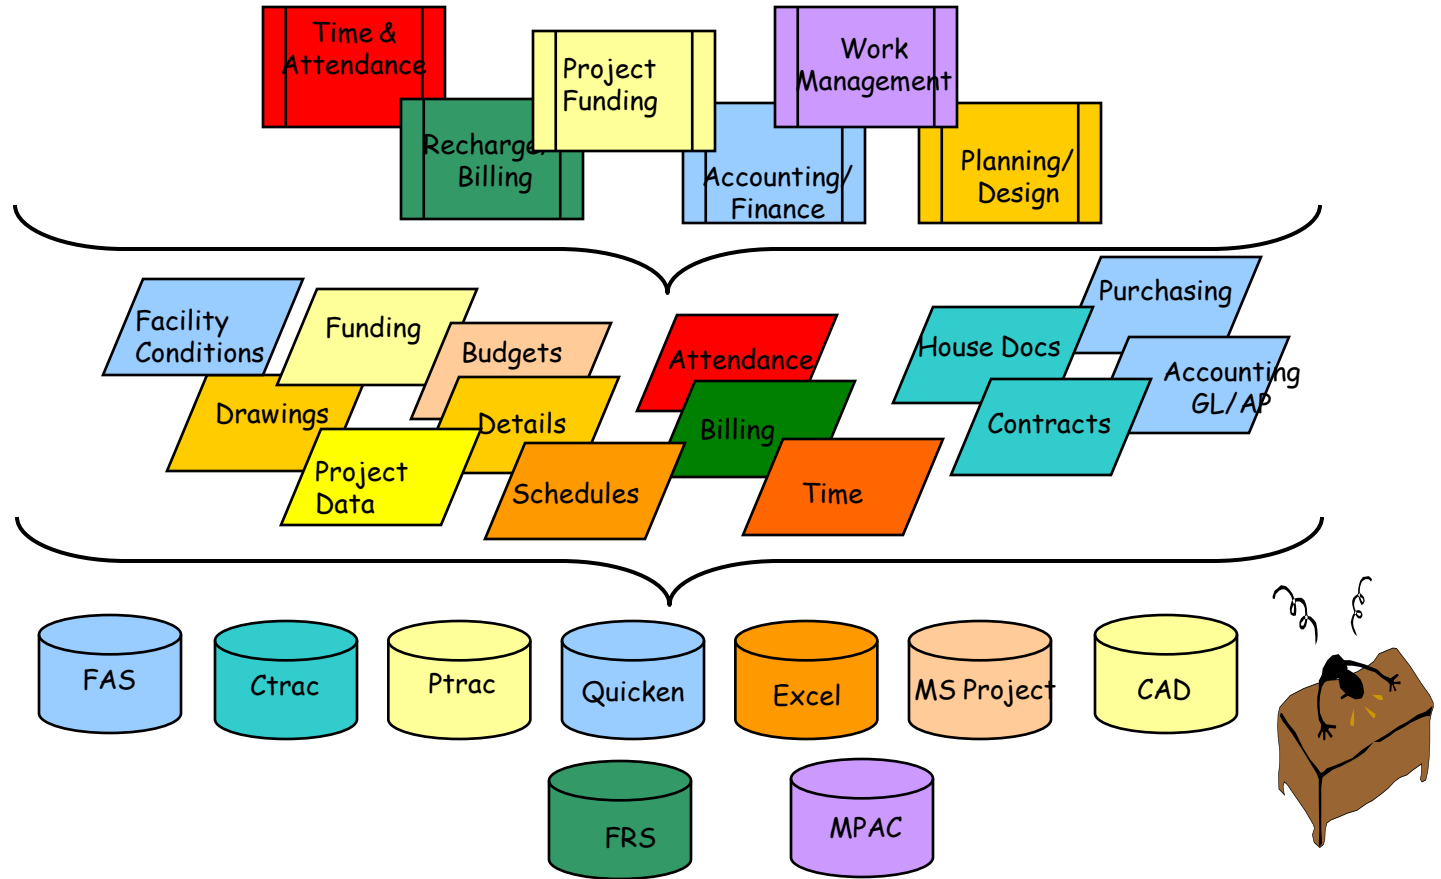 Time &
Attendance
Project
Funding
Work
Management
Recharge/
Billing
Accounting/
Finance
Planning/
Design
Facility
Conditions
Funding
Budgets
Attendance
House Docs
Purchasing
Accounting
GL/AP
Drawings
Details
Billing
Contracts
Project
Data
Schedules
Time
FAS
Ctrac
Ptrac
Quicken
Excel
MS Project
CAD
FRS
MPAC